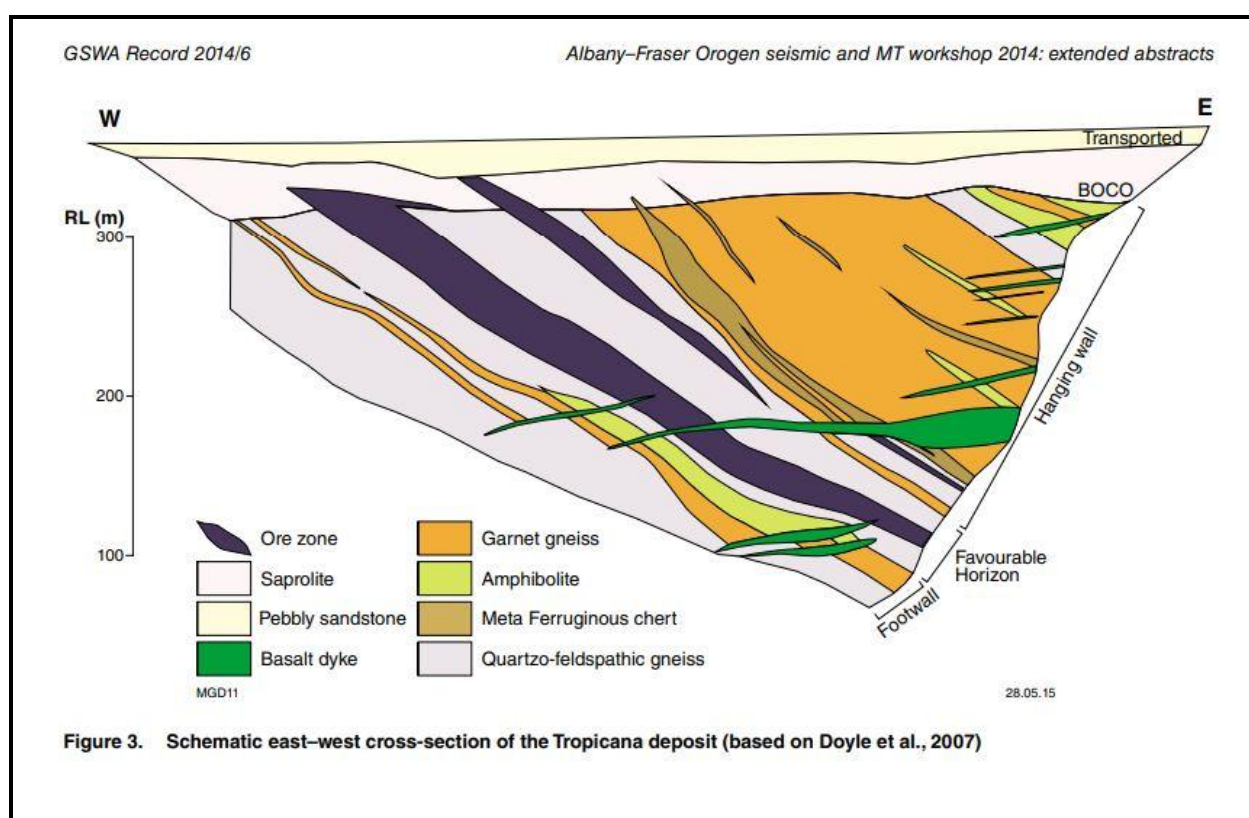 GSWA Record 2014/6
Albany–Fraser Orogen seismic and MT workshop 2014: extended abstracts
W
E
Transported
BOCO
RL (m)
300
200
100
Hanging wall
Favourable
Horizon
Footwall
Ore zone
Saprolite
Pebbly sandstone
Basalt dyke
Garnet gneiss
Amphibolite
Meta Ferruginous chert
Quartzo-feldspathic gneiss
MGD11
28.05.15
Figure 3. Schematic east–west cross-section of the Tropicana deposit (based on Doyle et al., 2007)